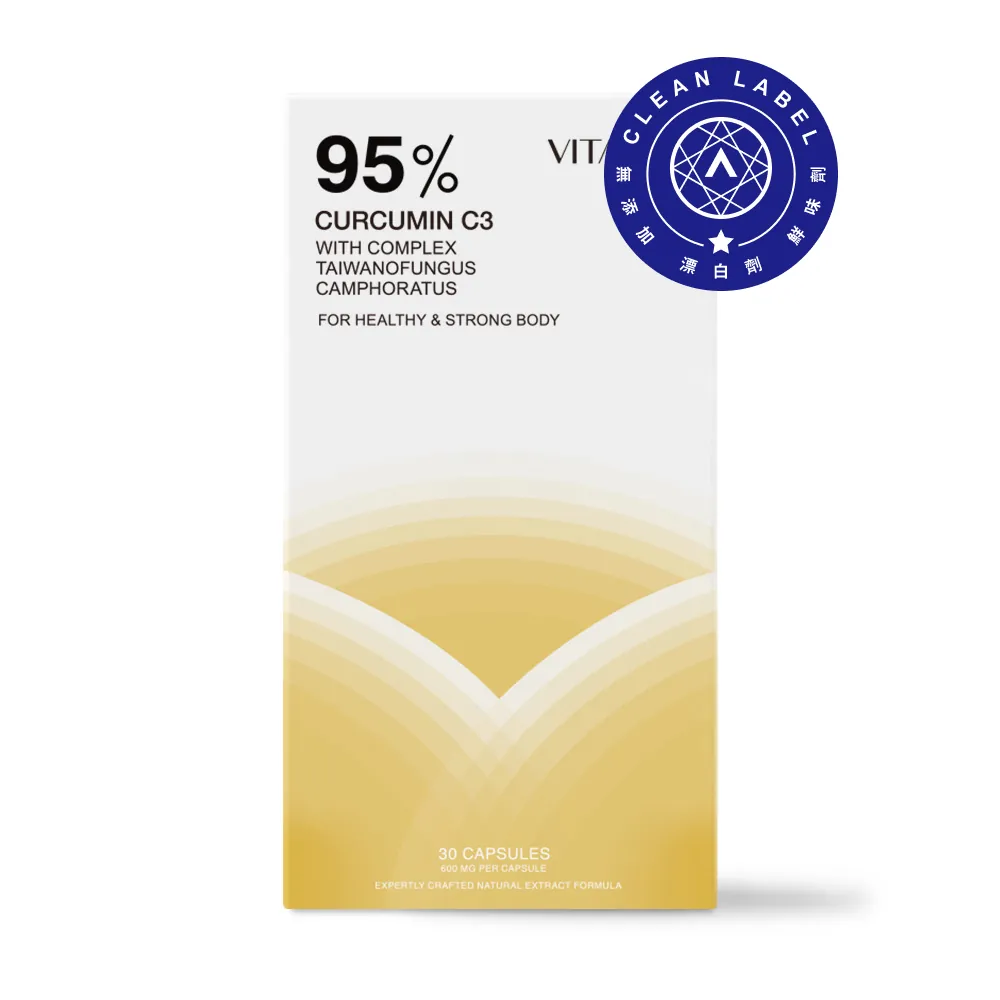 95%
VITA
CURCUMIN C3
WITH COMPLEX
TAIWANOFUNGUS
CAMPHORATUS
FOR HEALTHY & STRONG BODY
CLEAN LABEL
無添加 漂白劑 鮮味劑
30 CAPSULES
600 MG PER CAPSULE
EXPERTLY CRAFTED NATURAL EXTRACT FORMULA